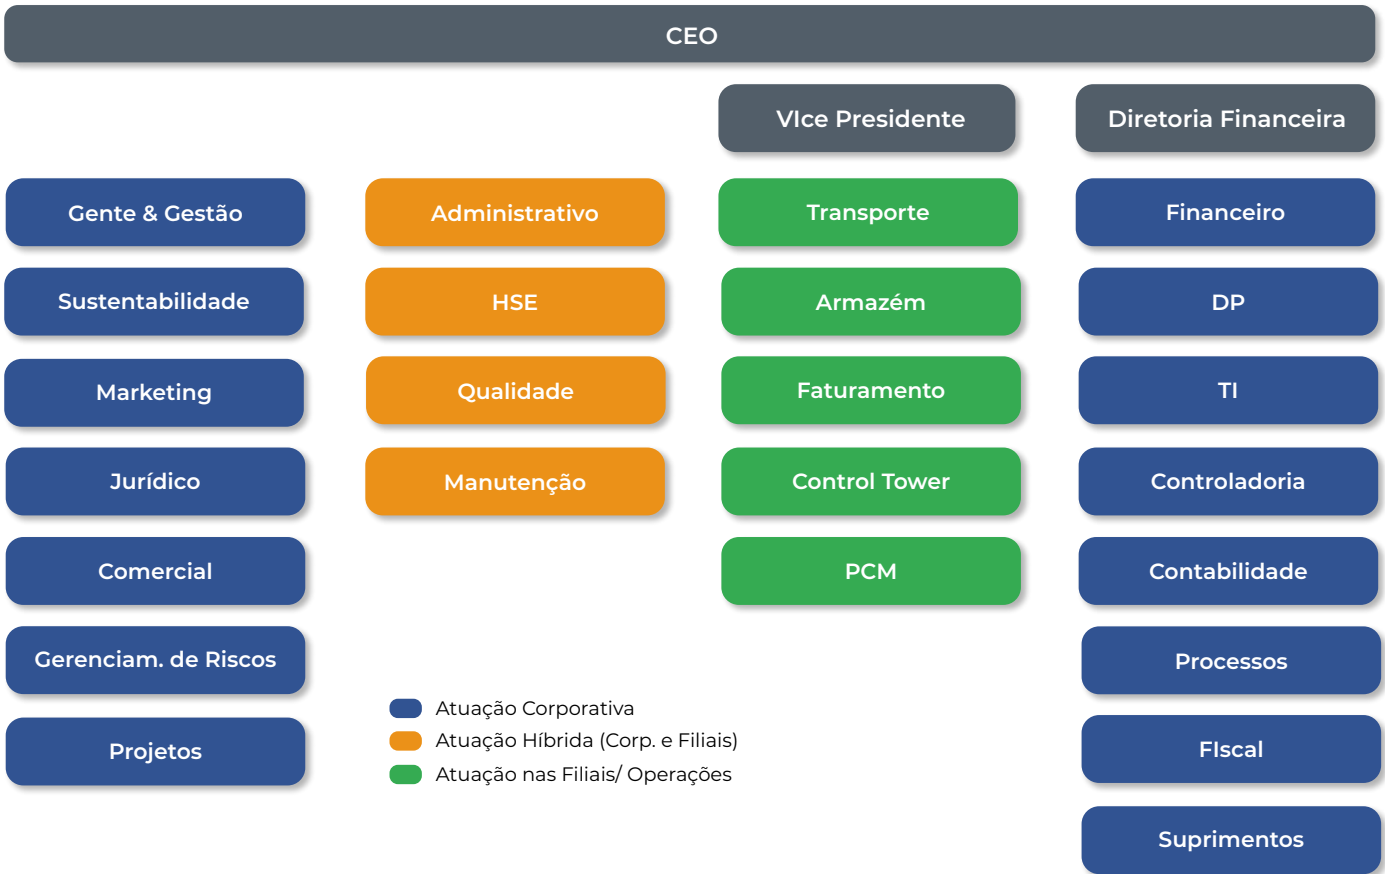 CEO
VIce Presidente
Diretoria Financeira
Gente & Gestão
Administrativo
Transporte
Financeiro
Sustentabilidade
HSE
Armazém
DP
Marketing
Qualidade
Faturamento
TI
Jurídico
Manutenção
Control Tower
Controladoria
Comercial
PCM
Contabilidade
Gerenciam. de Riscos
Processos
Projetos
FIscal
Suprimentos
Atuação Corporativa
Atuação Híbrida (Corp. e Filiais)
Atuação nas Filiais/ Operações